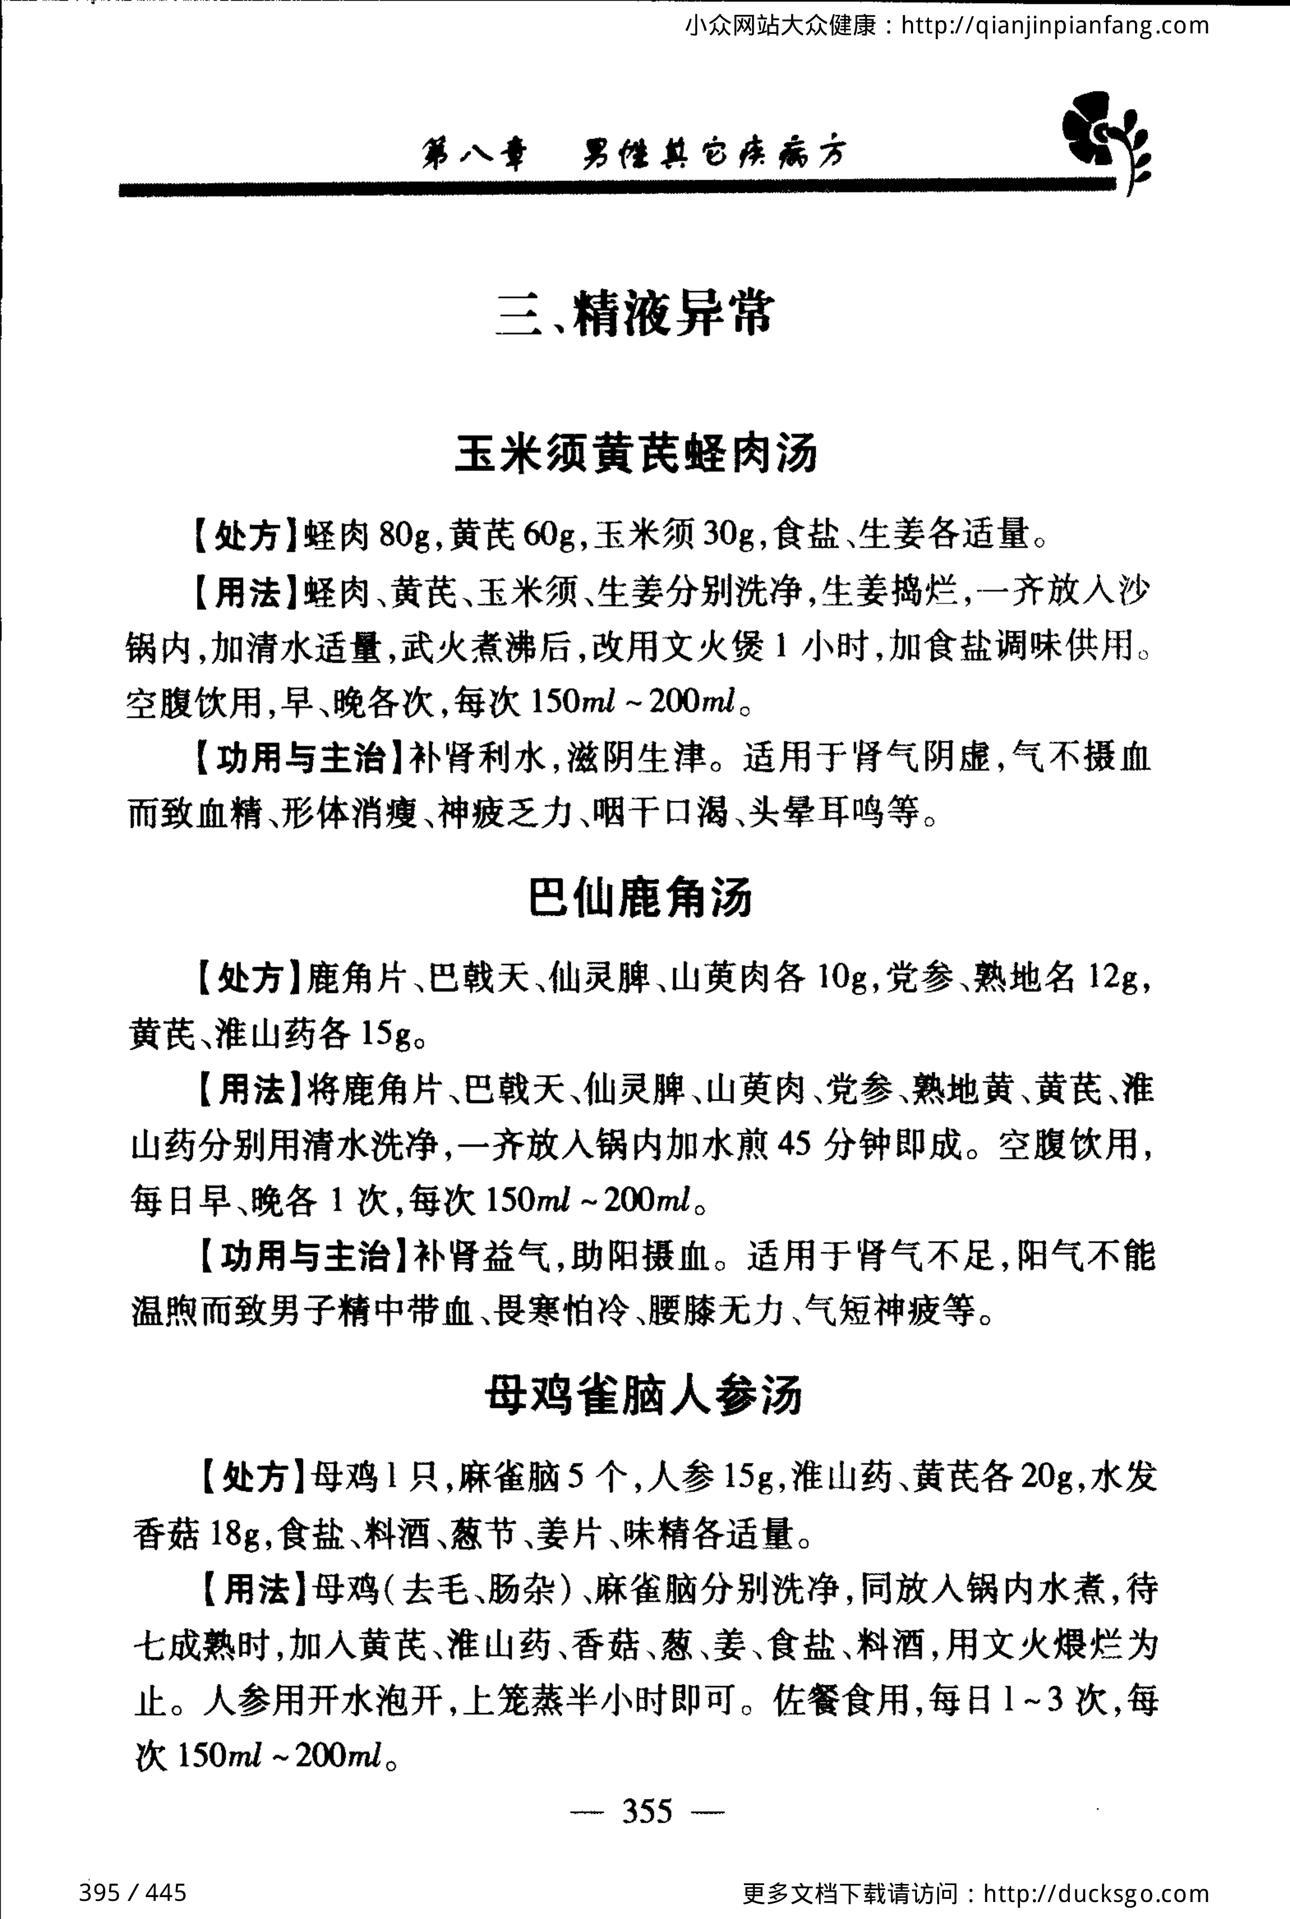 小众网站大众健康：http://qianjinpianfang.com
第八章 男性其它疾病方
三、精液异常
玉米须黄芪蛏肉汤
【处方】蛏肉 80g,黄芪 60g,玉米须 30g,食盐、生姜各适量。
【用法】蛏肉、黄芪、玉米须、生姜分别洗净,生姜捣烂,一齐放入沙
锅内,加清水适量,武火煮沸后,改用文火煲 1 小时,加食盐调味供用。
空腹饮用,早、晚各次,每次 150ml ~ 200ml。
【功用与主治】补肾利水,滋阴生津。适用于肾气阴虚,气不摄血
而致血精、形体消瘦、神疲乏力、咽干口渴、头晕耳鸣等。
巴仙鹿角汤
【处方】鹿角片、巴戟天、仙灵脾、山萸肉各 10g,党参、熟地名 12g,
黄芪、淮山药各 15g。
【用法】将鹿角片、巴戟天、仙灵脾、山萸肉、党参、熟地黄、黄芪、淮
山药分别用清水洗净,一齐放入锅内加水煎 45 分钟即成。空腹饮用,
每日早、晚各 1 次,每次 150ml ~ 200ml。
【功用与主治】补肾益气,助阳摄血。适用于肾气不足,阳气不能
温煦而致男子精中带血、畏寒怕冷、腰膝无力、气短神疲等。
母鸡雀脑人参汤
【处方】母鸡 1 只,麻雀脑 5 个,人参 15g,淮山药、黄芪各 20g,水发
香菇 18g,食盐、料酒、葱节、姜片、味精各适量。
【用法】母鸡(去毛、肠杂)、麻雀脑分别洗净,同放入锅内水煮,待
七成熟时,加入黄芪、淮山药、香菇、葱、姜、食盐、料酒,用文火煨烂为
止。人参用开水泡开,上笼蒸半小时即可。佐餐食用,每日 1 ~ 3 次,每
次 150ml ~ 200ml。
— 355 —
395 / 445
更多文档下载请访问：http://ducksgo.com